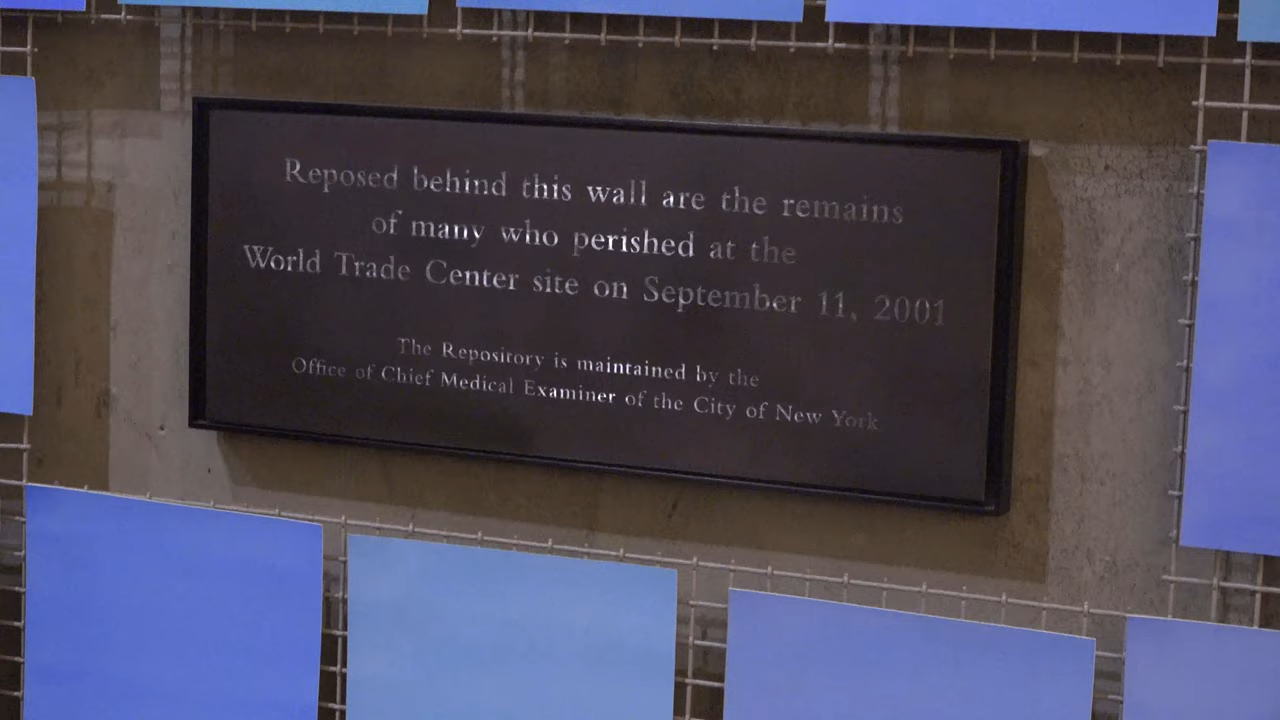 Reposed behind this wall are the remains
of many who perished at the
World Trade Center site on September 11, 2001
The Repository is maintained by the
Office of Chief Medical Examiner of the City of New York